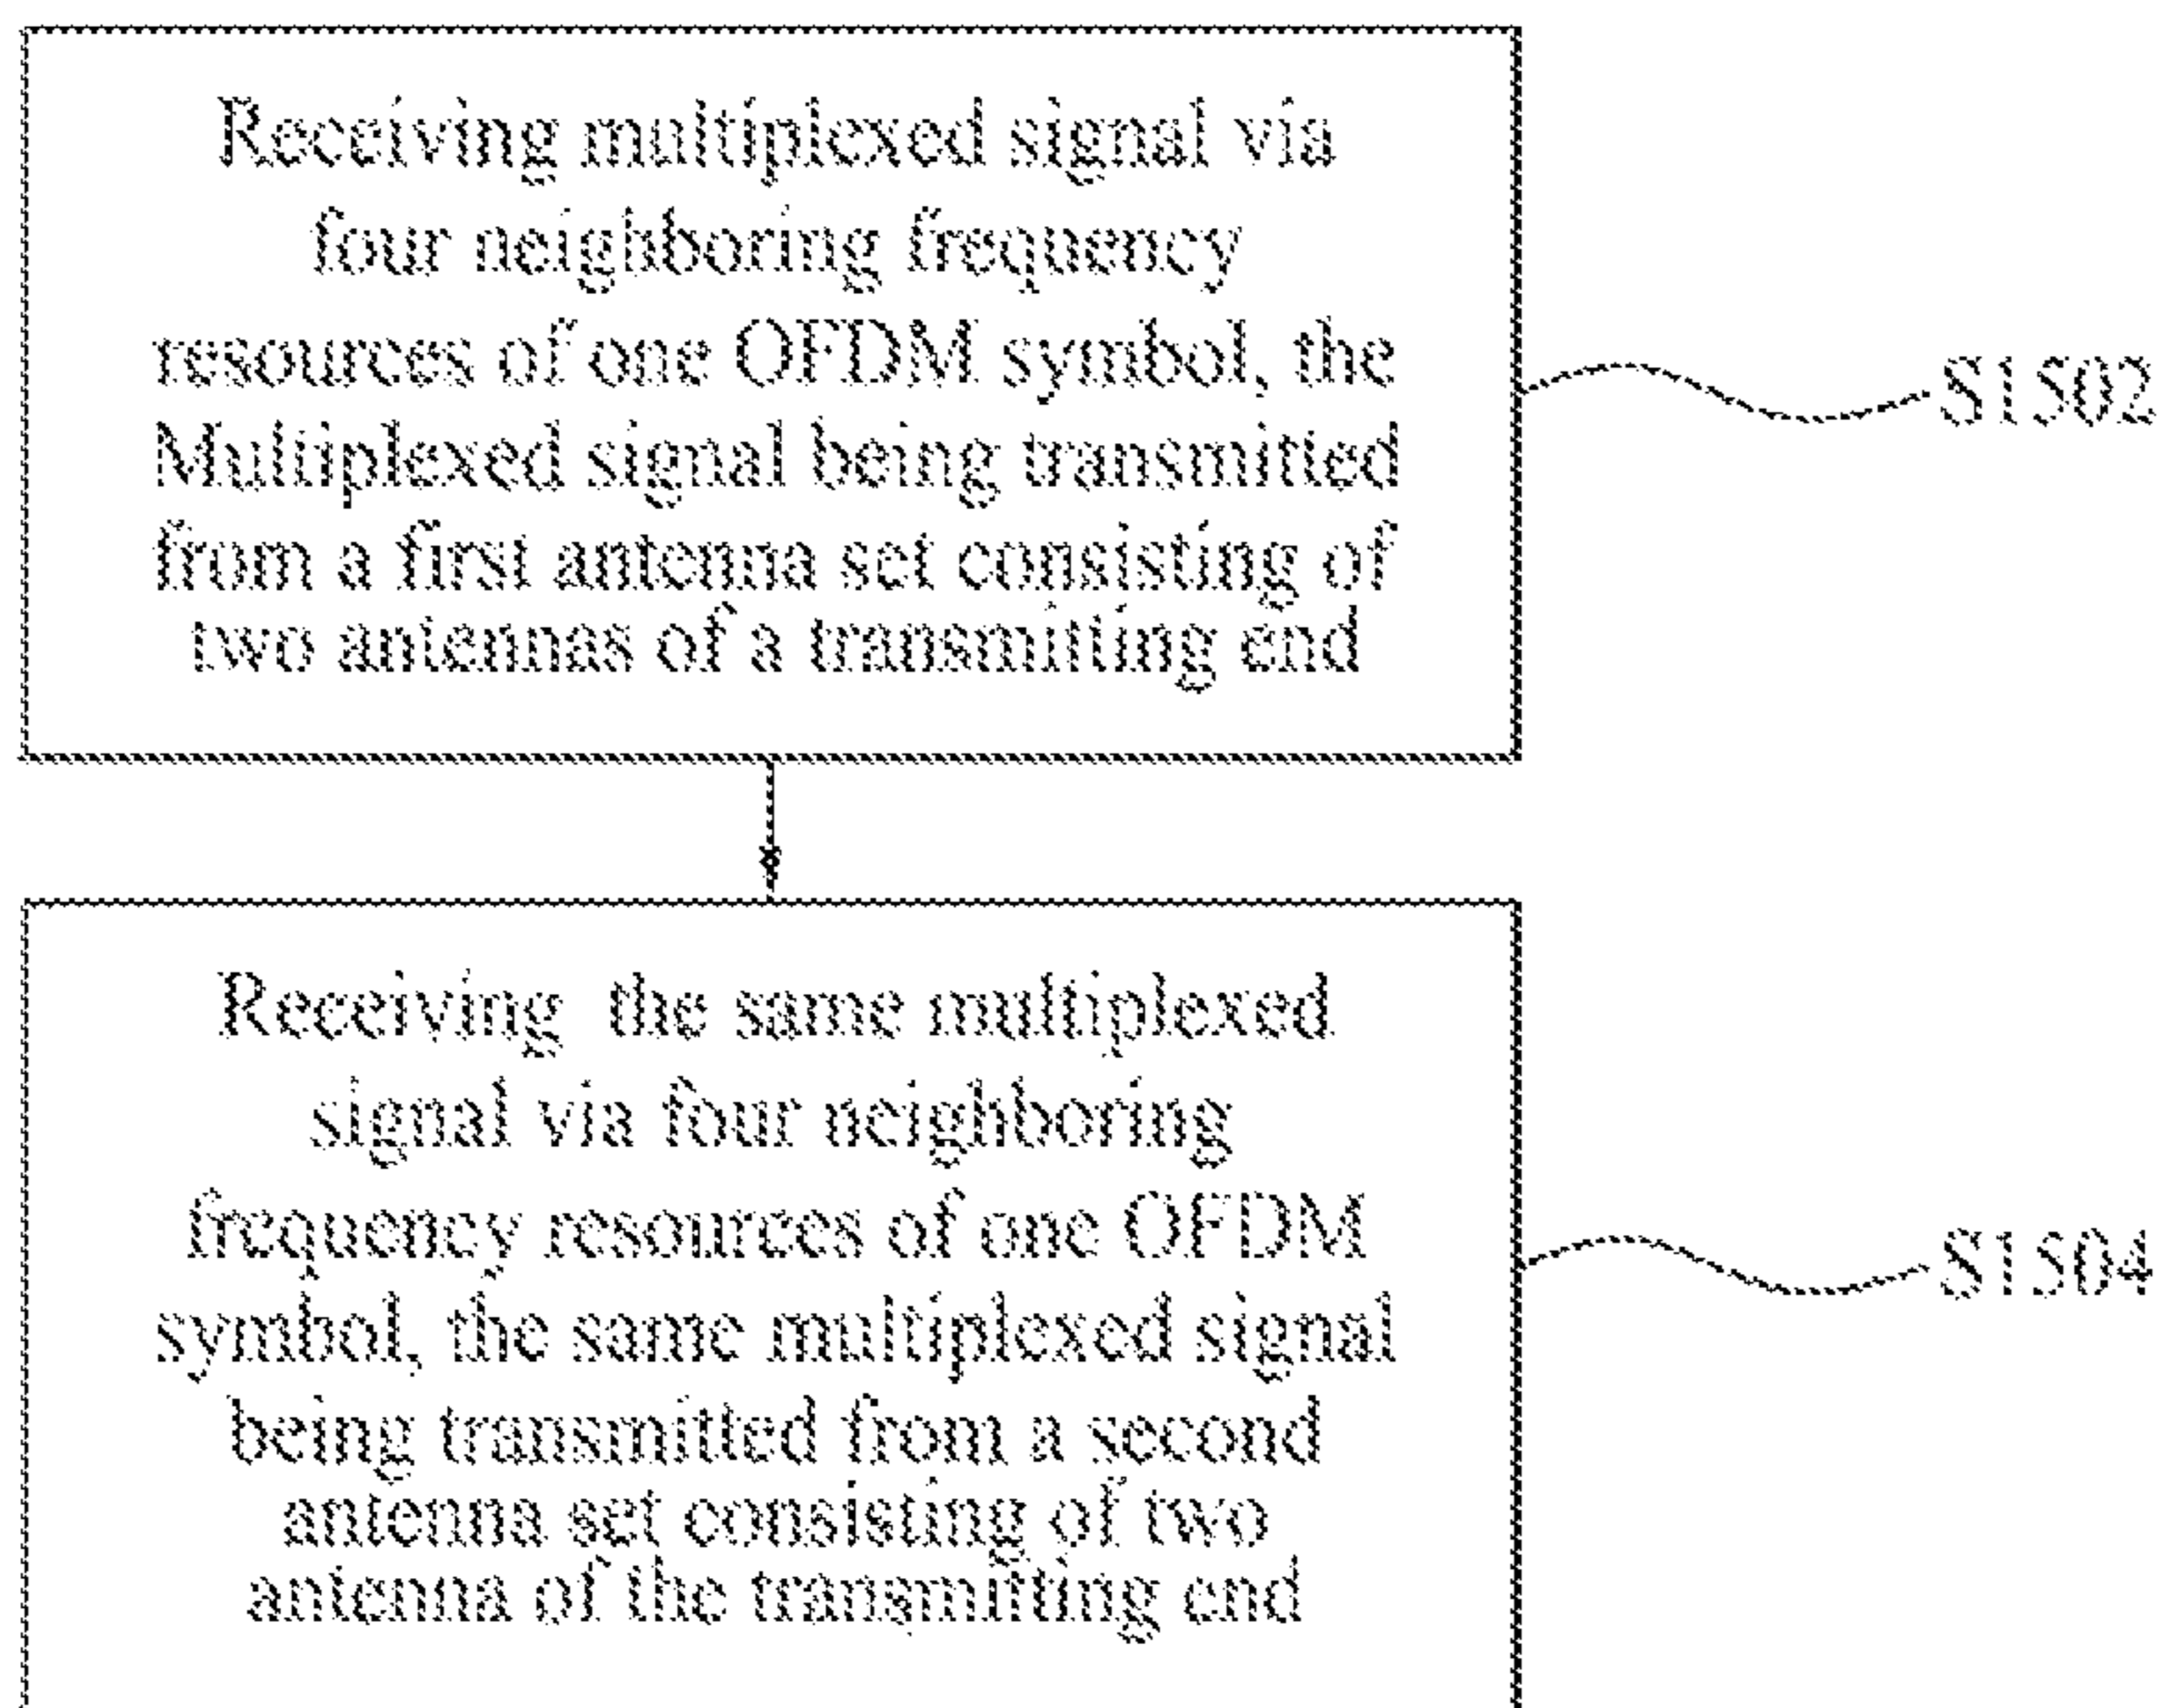 Receiving multiplexed signal via
four neighboring frequency
resources of one OFDM symbol, the
Multiplexed signal being transmitted
from a first antenna set consisting of
two antennas of a transmitting end
S1502
Receiving the same multiplexed
signal via four neighboring
frequency resources of one OFDM
symbol, the same multiplexed signal
being transmitted from a second
antenna set consisting of two
antenna of the transmitting end
S1504